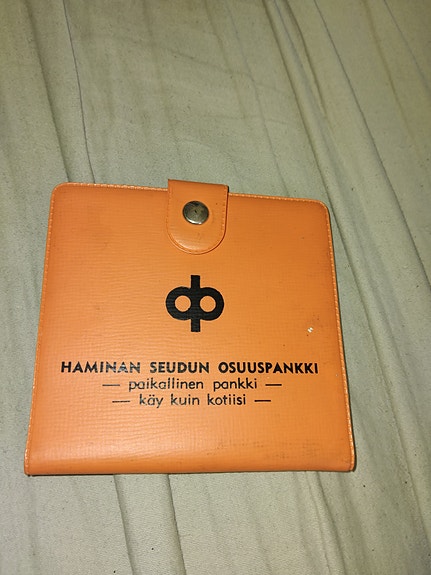 HAMINAN SEUDUN OSUUSPANKKI
— paikallinen pankki —
— käy kuin kotiisi —